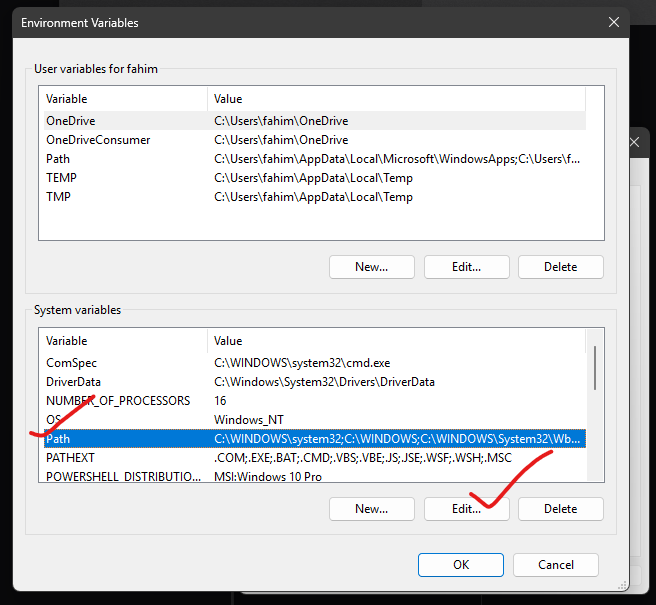 Environment Variables
User variables for fahim
Variable Value
OneDrive C:\Users\fahim\OneDrive
OneDriveConsumer C:\Users\fahim\OneDrive
Path C:\Users\fahim\AppData\Local\Microsoft\WindowsApps;C:\Users\f...
TEMP C:\Users\fahim\AppData\Local\Temp
TMP C:\Users\fahim\AppData\Local\Temp
New... Edit... Delete
System variables
Variable Value
ComSpec C:\WINDOWS\system32\cmd.exe
DriverData C:\Windows\System32\Drivers\DriverData
NUMBER_OF_PROCESSORS 16
OS Windows_NT
Path C:\WINDOWS\system32;C:\WINDOWS;C:\WINDOWS\System32\Wb...
PATHEXT .COM;.EXE;.BAT;.CMD;.VBS;.VBE;.JS;.JSE;.WSF;.WSH;.MSC
POWERSHELL_DISTRIBUTIO... MSI:Windows 10 Pro
New... Edit... Delete
OK Cancel